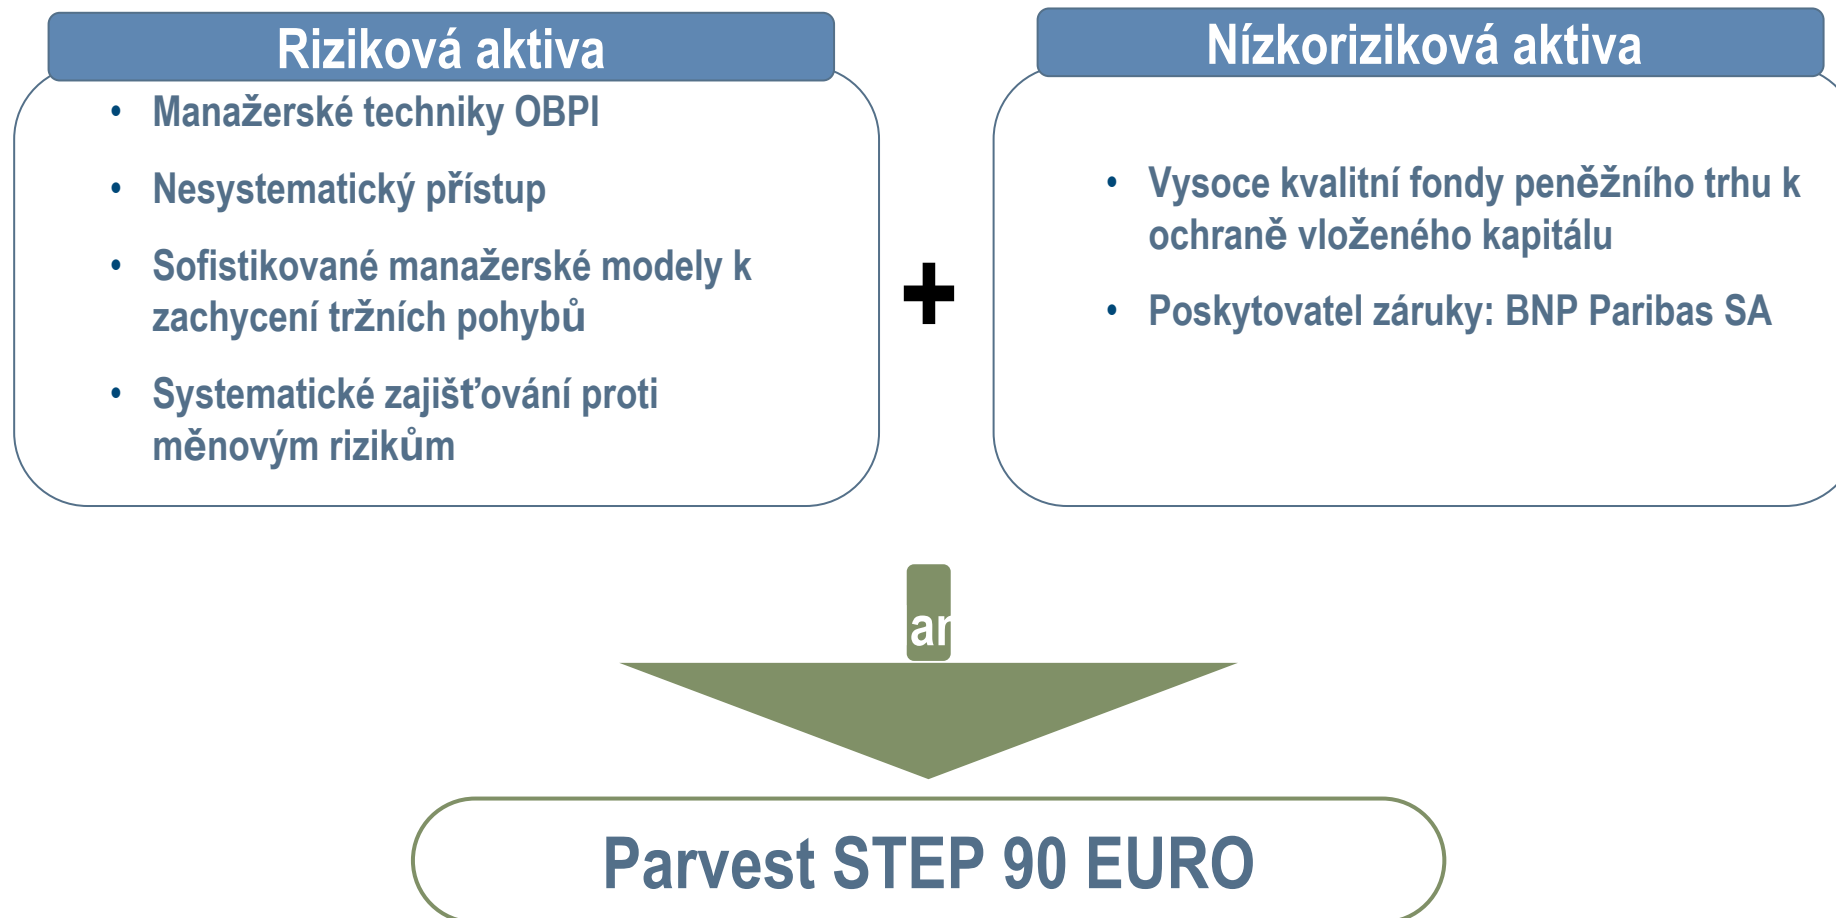 Riziková aktiva
• Manažerské techniky OBPI
• Nesystematický přístup
• Sofistikované manažerské modely k
zachycení tržních pohybů
• Systematické zajišťování proti
měnovým rizikům
+
Nízkoriziková aktiva
• Vysoce kvalitní fondy peněžního trhu k
ochraně vloženého kapitálu
• Poskytovatel záruky: BNP Paribas SA
Parvest STEP 90 EURO